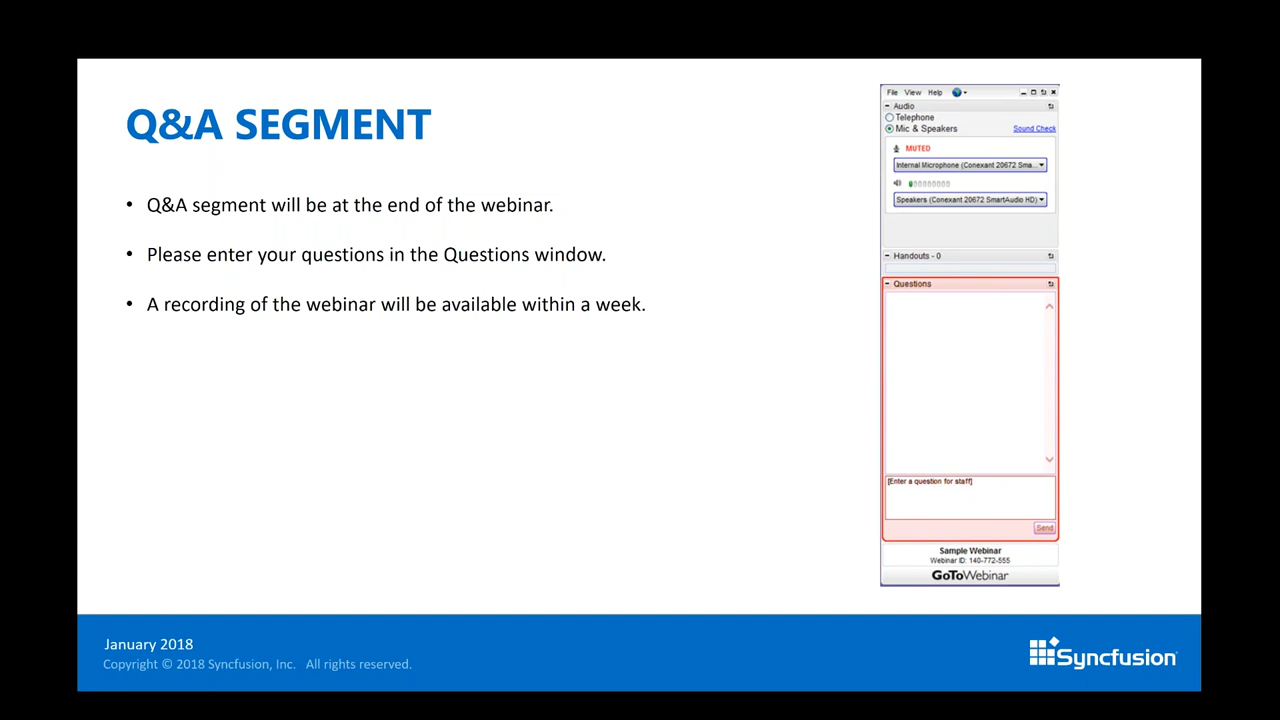 Q&A SEGMENT
• Q&A segment will be at the end of the webinar.
• Please enter your questions in the Questions window.
• A recording of the webinar will be available within a week.
File View Help
Audio
Telephone
Mic & Speakers Sound Check
MUTED
Internal Microphone (Conexant 20672 Sma...
Speakers (Conexant 20672 SmartAudio HD)
Handouts - 0
Questions
[Enter a question for staff]
Send
Sample Webinar
Webinar ID: 140-772-555
GoToWebinar
January 2018
Copyright © 2018 Syncfusion, Inc. All rights reserved.
Syncfusion